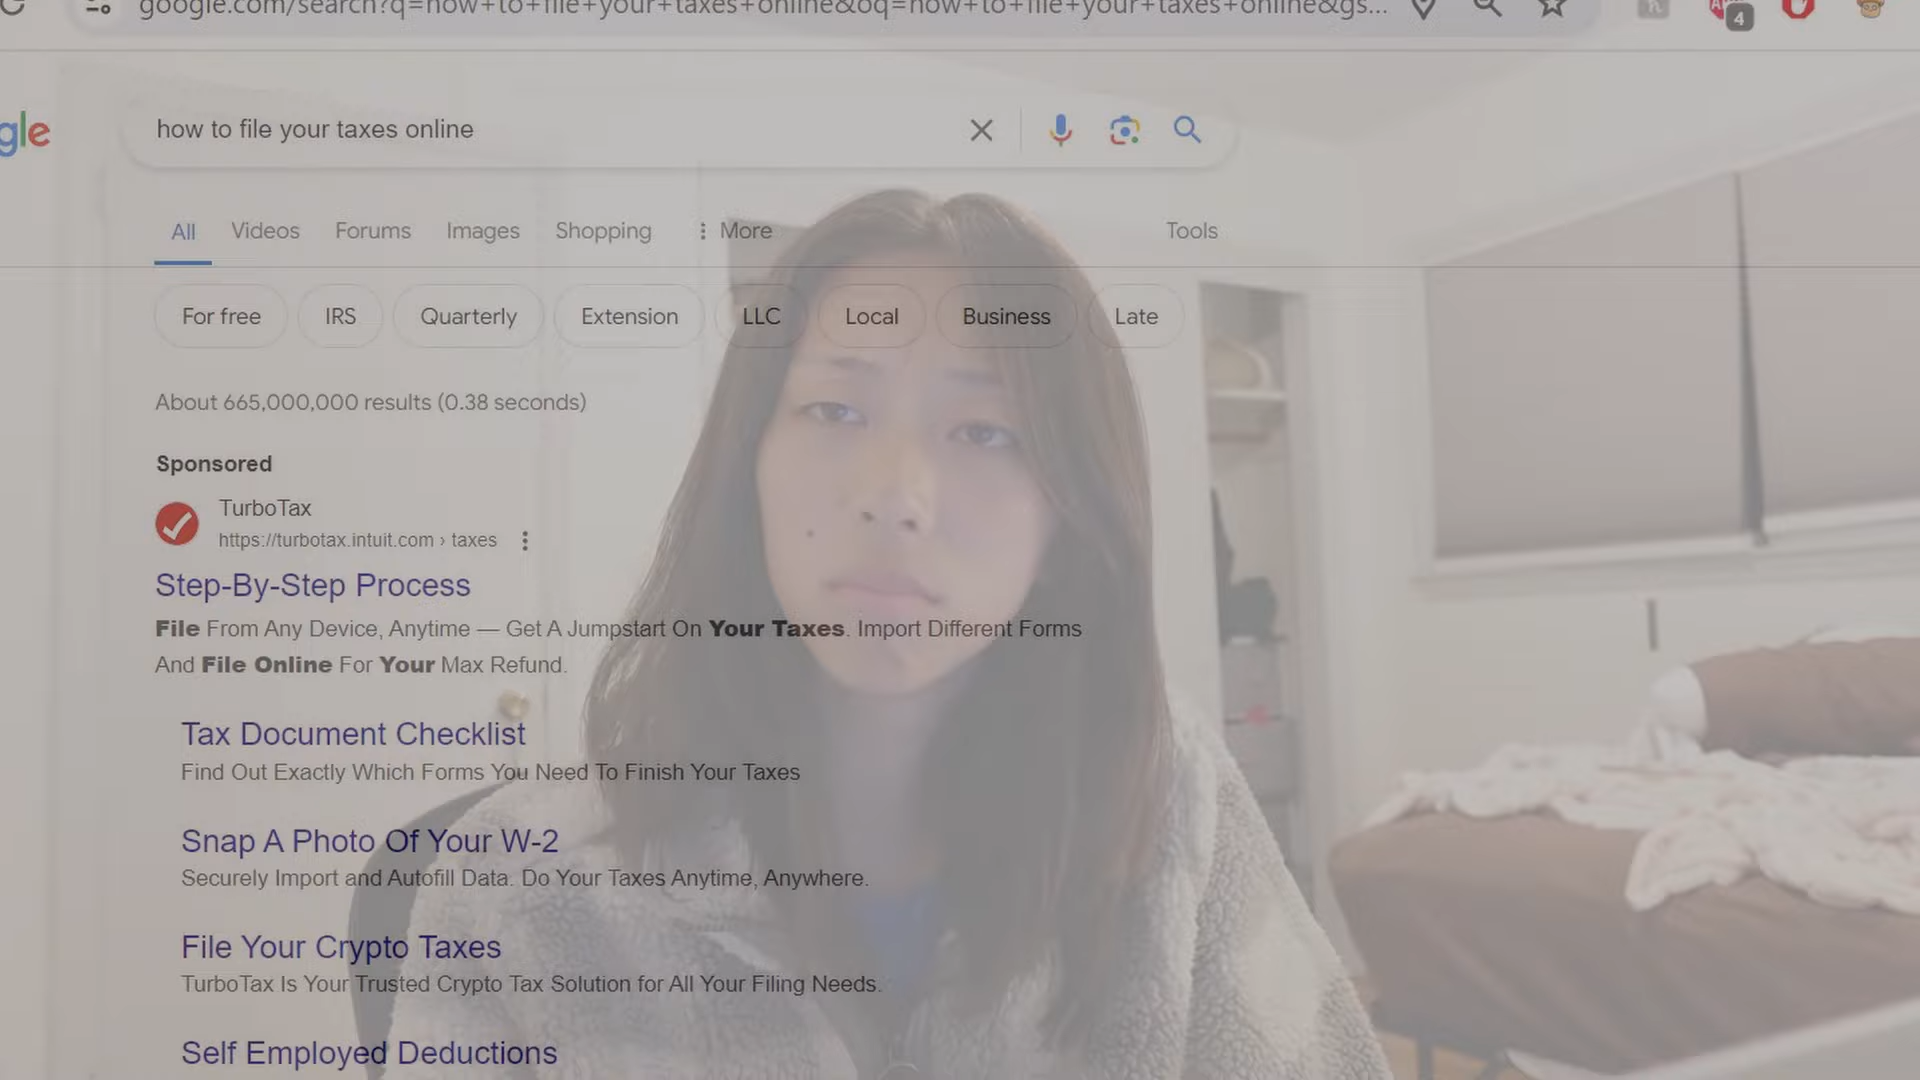 google.com/search?q=how+to+file+your+taxes+online&oq=how+to+file+your+taxes+online&gs...
4
gle
how to file your taxes online
All Videos Forums Images Shopping More Tools
For free IRS Quarterly Extension LLC Local Business Late
About 665,000,000 results (0.38 seconds)
Sponsored
TurboTax
https://turbotax.intuit.com › taxes
Step-By-Step Process
File From Any Device, Anytime — Get A Jumpstart On Your Taxes. Import Different Forms
And File Online For Your Max Refund.
Tax Document Checklist
Find Out Exactly Which Forms You Need To Finish Your Taxes
Snap A Photo Of Your W-2
Securely Import and Autofill Data. Do Your Taxes Anytime, Anywhere.
File Your Crypto Taxes
TurboTax Is Your Trusted Crypto Tax Solution for All Your Filing Needs.
Self Employed Deductions